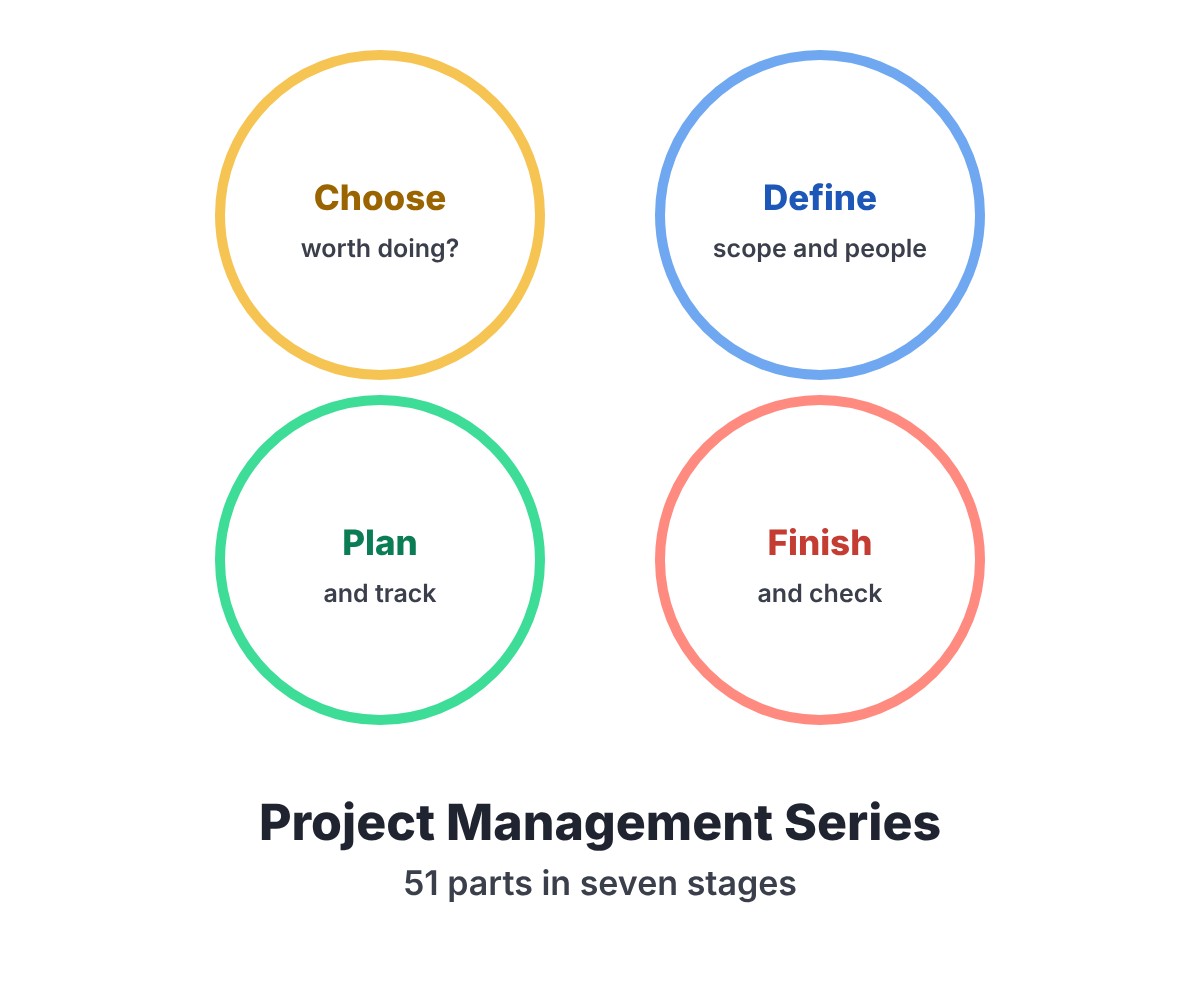 Choose
worth doing?
Define
scope and people
Plan
and track
Finish
and check
Project Management Series
51 parts in seven stages